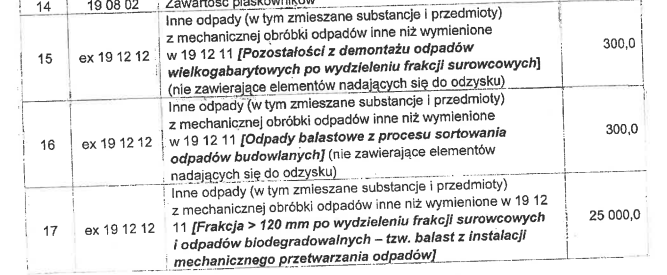 14 19 08 02 Zawartość piaskowników
Inne odpady (w tym zmieszane substancje i przedmioty)
z mechanicznej obróbki odpadów inne niż wymienione
15 ex 19 12 12 w 19 12 11 [Pozostałości z demontażu odpadów 300,0
wielkogabarytowych po wydzieleniu frakcji surowcowych]
(nie zawierające elementów nadających się do odzysku)
Inne odpady (w tym zmieszane substancje i przedmioty)
z mechanicznej obróbki odpadów inne niż wymienione
16 ex 19 12 12 w 19 12 11 [Odpady balastowe z procesu sortowania 300,0
odpadów budowlanych] (nie zawierające elementów
nadających się do odzysku)
Inne odpady (w tym zmieszane substancje i przedmioty)
z mechanicznej obróbki odpadów inne niż wymienione w 19 12
17 ex 19 12 12 11 [Frakcja > 120 mm po wydzieleniu frakcji surowcowych 25 000,0
i odpadów biodegradowalnych – tzw. balast z instalacji
mechanicznego przetwarzania odpadów]